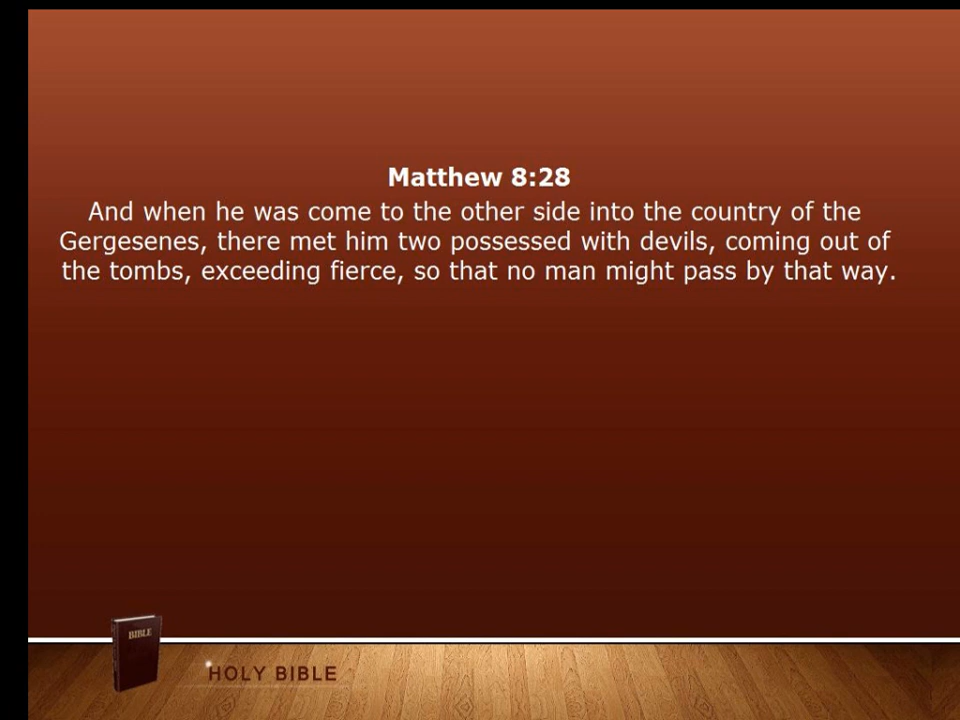 Matthew 8:28
And when he was come to the other side into the country of the
Gergesenes, there met him two possessed with devils, coming out of
the tombs, exceeding fierce, so that no man might pass by that way.
BIBLE
HOLY BIBLE